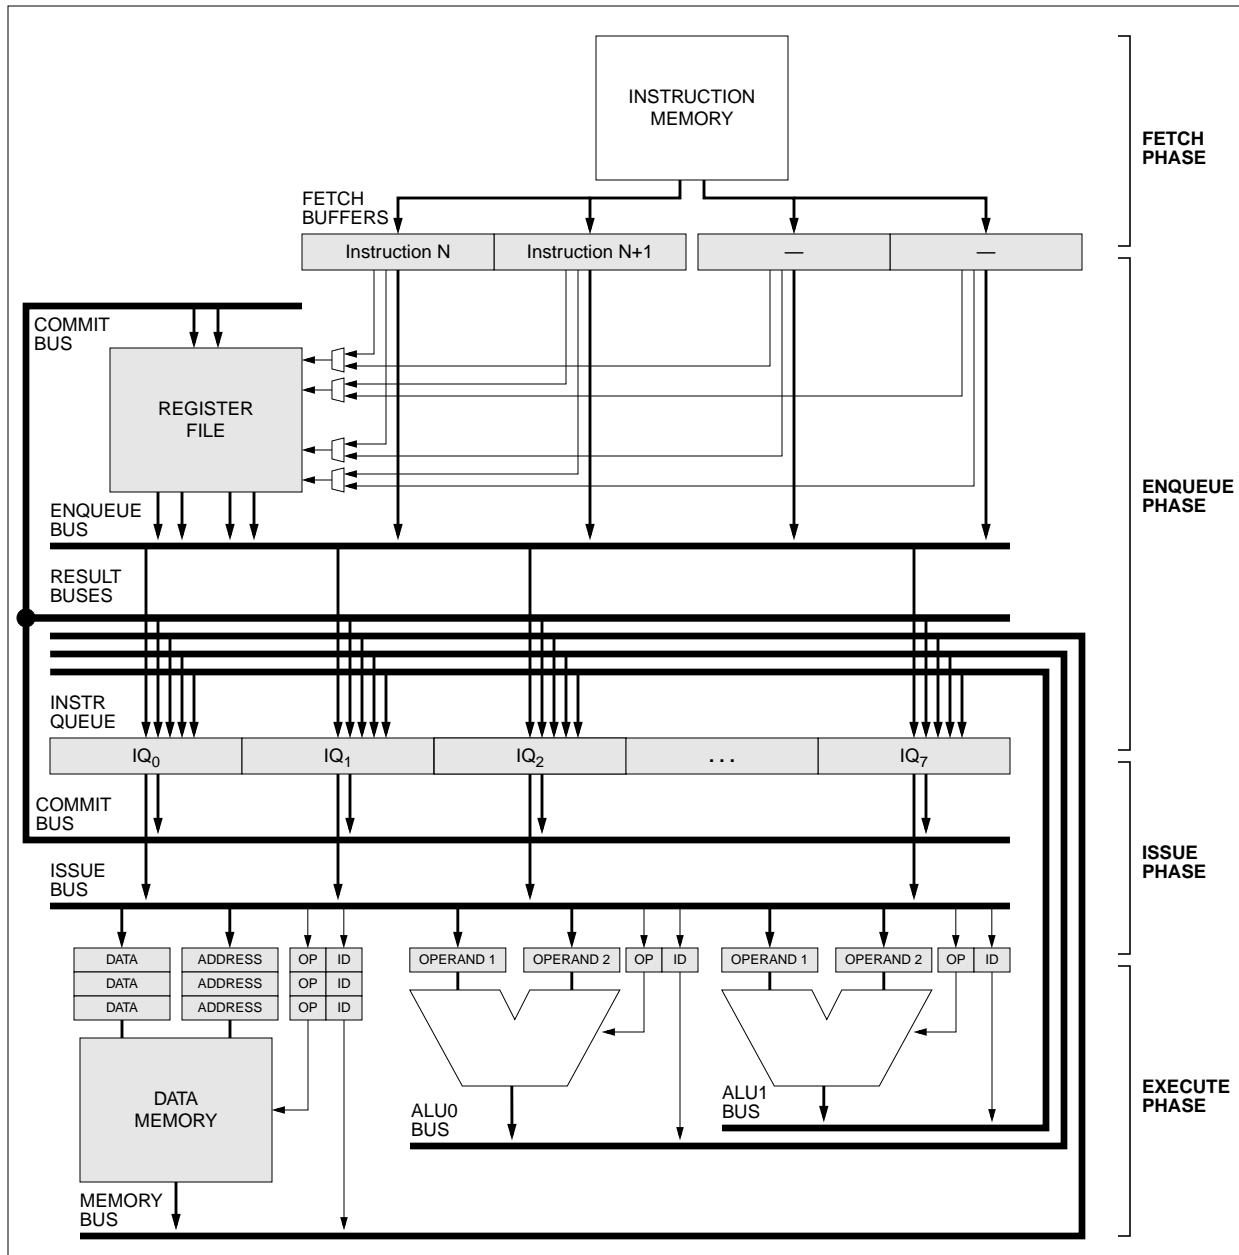 INSTRUCTION
MEMORY
FETCH
PHASE
FETCH
BUFFERS
Instruction N
Instruction N+1
—
—
COMMIT
BUS
REGISTER
FILE
ENQUEUE
PHASE
ENQUEUE
BUS
RESULT
BUSES
INSTR
QUEUE
IQ0
IQ1
IQ2
...
IQ7
COMMIT
BUS
ISSUE
PHASE
ISSUE
BUS
DATA
ADDRESS
OP
ID
OPERAND 1
OPERAND 2
OP
ID
OPERAND 1
OPERAND 2
OP
ID
DATA
ADDRESS
OP
ID
DATA
ADDRESS
OP
ID
DATA
MEMORY
ALU0
BUS
ALU1
BUS
EXECUTE
PHASE
MEMORY
BUS